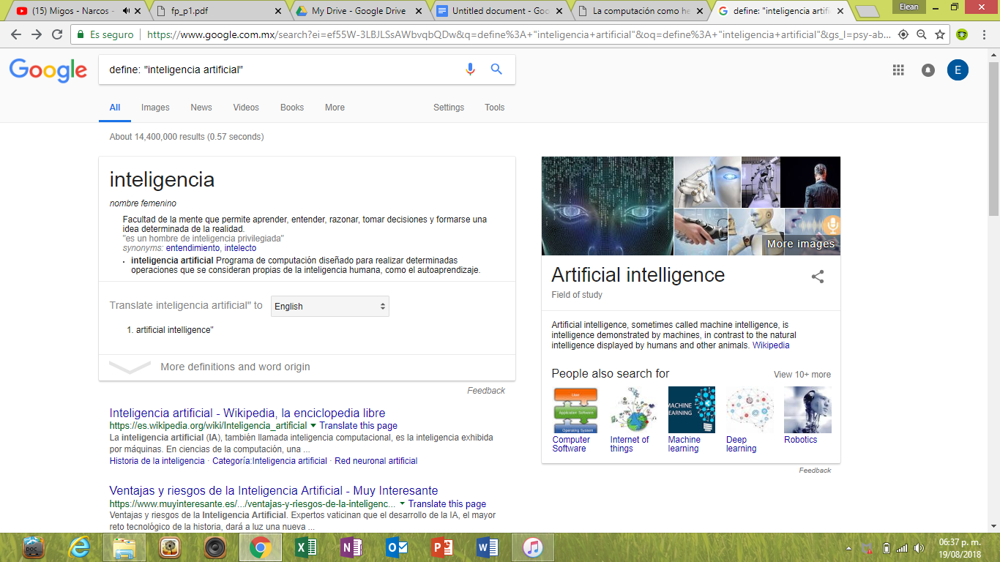 (15) Migos - Narcos -
fp_p1.pdf
My Drive - Google Drive
Untitled document - Goo
La computación como he
define: "inteligencia artifi
Elean
Es seguro
https://www.google.com.mx/search?ei=ef55W-3LBJLSsAWbvqbQDw&q=define%3A+"inteligencia+artificial"&oq=define%3A+"inteligencia+artificial"&gs_l=psy-ab...
Google
define: "inteligencia artificial"
E
All Images News Videos Books More Settings Tools
About 14,400,000 results (0.57 seconds)
inteligencia
nombre femenino
Facultad de la mente que permite aprender, entender, razonar, tomar decisiones y formarse una
idea determinada de la realidad.
"es un hombre de inteligencia privilegiada"
synonyms: entendimiento, intelecto
• inteligencia artificial Programa de computación diseñado para realizar determinadas
operaciones que se consideran propias de la inteligencia humana, como el autoaprendizaje.
Translate inteligencia artificial" to English
1. artificial intelligence"
More definitions and word origin
Feedback
Inteligencia artificial - Wikipedia, la enciclopedia libre
https://es.wikipedia.org/wiki/Inteligencia_artificial ▼ Translate this page
La inteligencia artificial (IA), también llamada inteligencia computacional, es la inteligencia exhibida
por máquinas. En ciencias de la computación, una ...
Historia de la inteligencia · Categoría:Inteligencia artificial · Red neuronal artificial
Ventajas y riesgos de la Inteligencia Artificial - Muy Interesante
https://www.muyinteresante.es/.../ventajas-y-riesgos-de-la-inteligenc... ▼ Translate this page
Ventajas y riesgos de la Inteligencia Artificial. Expertos vaticinan que el desarrollo de la IA, el mayor
reto tecnológico de la historia, dará a luz una nueva ...
More images
Artificial intelligence
Field of study
Artificial intelligence, sometimes called machine intelligence, is
intelligence demonstrated by machines, in contrast to the natural
intelligence displayed by humans and other animals. Wikipedia
People also search for
View 10+ more
User
Application Software
Operating System
MACHINE
LEARNING
Computer
Software
Internet of
things
Machine
learning
Deep
learning
Robotics
Feedback
DOC
06:37 p. m.
19/08/2018